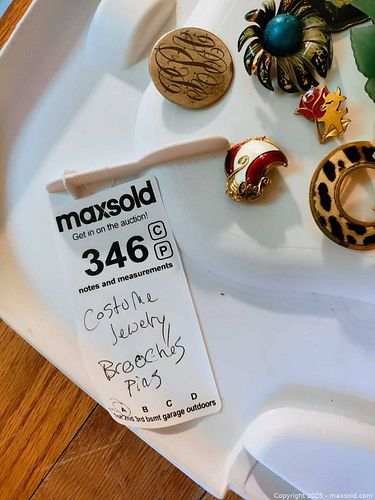 maxsold
Get in on the auction!
346 C
P
notes and measurements
Costume
Jewelry
Brooches
Pins
A B C D
2nd 3rd bsmt garage outdoors
Copyright 2025 - maxsold.com